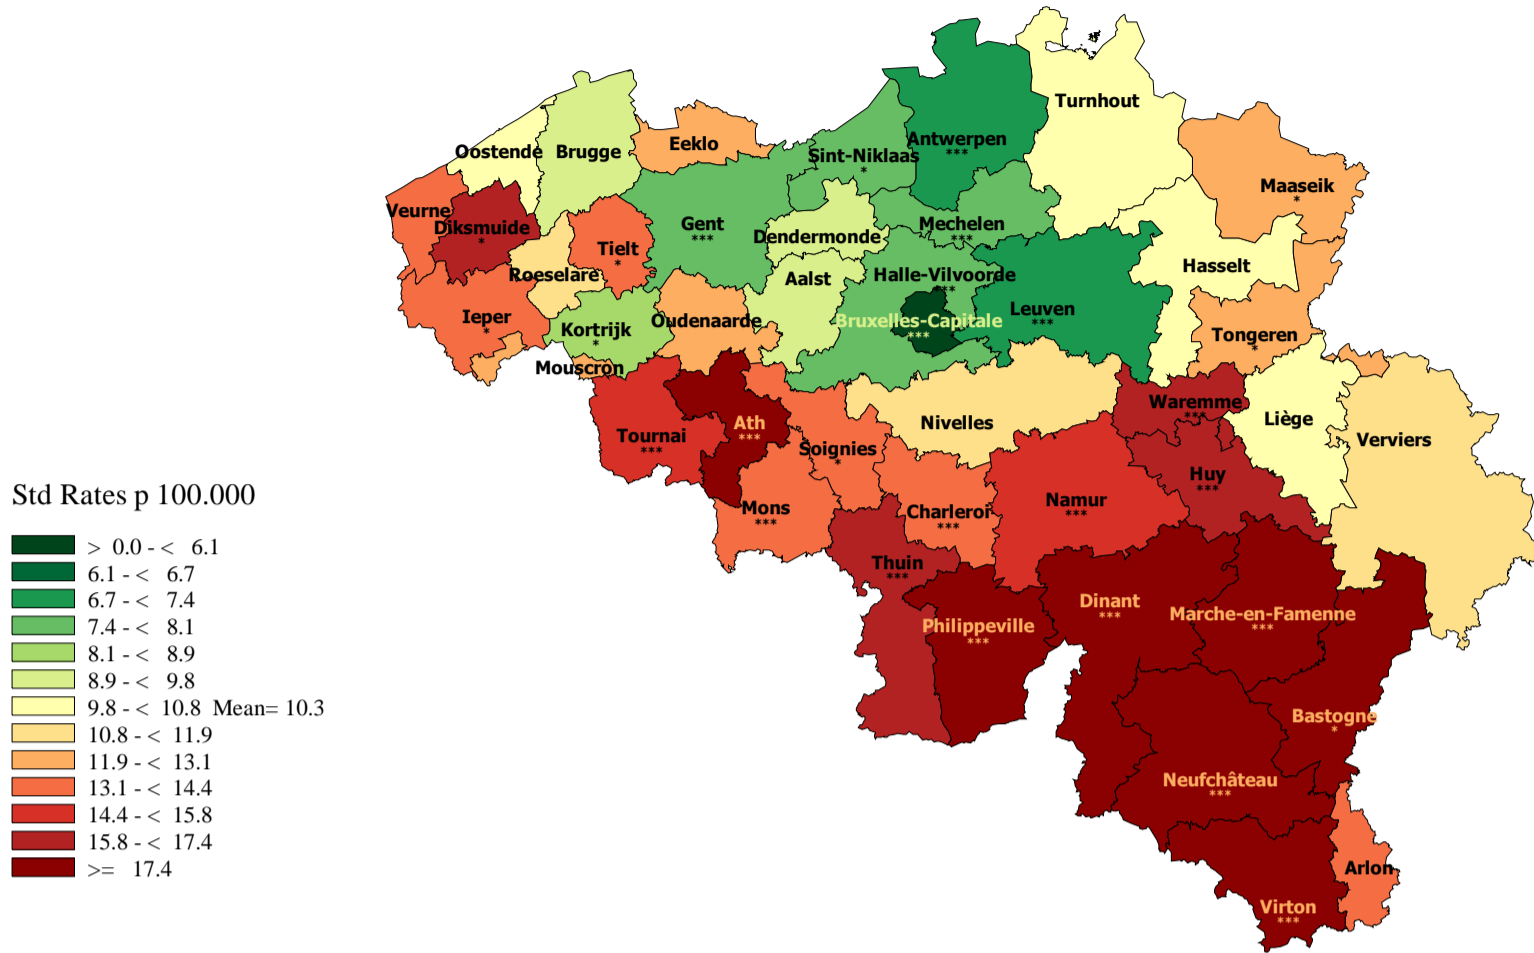 Turnhout
Antwerpen
***
Eeklo
Oostende
Brugge
Sint-Niklaas
*
Maaseik
*
Veurne
Diksmuide
*
Gent
***
Mechelen
***
Dendermonde
Tielt
*
Roeselare
Aalst
Halle-Vilvoorde
***
Hasselt
Ieper
*
Kortrijk
*
Oudenaarde
Bruxelles-Capitale
***
Leuven
***
Tongeren
*
Mouscron
Waremme
***
Ath
***
Nivelles
Liège
Tournai
***
Soignies
*
Verviers
Huy
***
Mons
***
Charleroi
***
Namur
***
Thuin
***
Dinant
***
Marche-en-Famenne
***
Philippeville
***
Bastogne
*
Neufchâteau
***
Arlon
Virton
***
Std Rates p 100.000
> 0.0 - < 6.1
6.1 - < 6.7
6.7 - < 7.4
7.4 - < 8.1
8.1 - < 8.9
8.9 - < 9.8
9.8 - < 10.8 Mean= 10.3
10.8 - < 11.9
11.9 - < 13.1
13.1 - < 14.4
14.4 - < 15.8
15.8 - < 17.4
>= 17.4